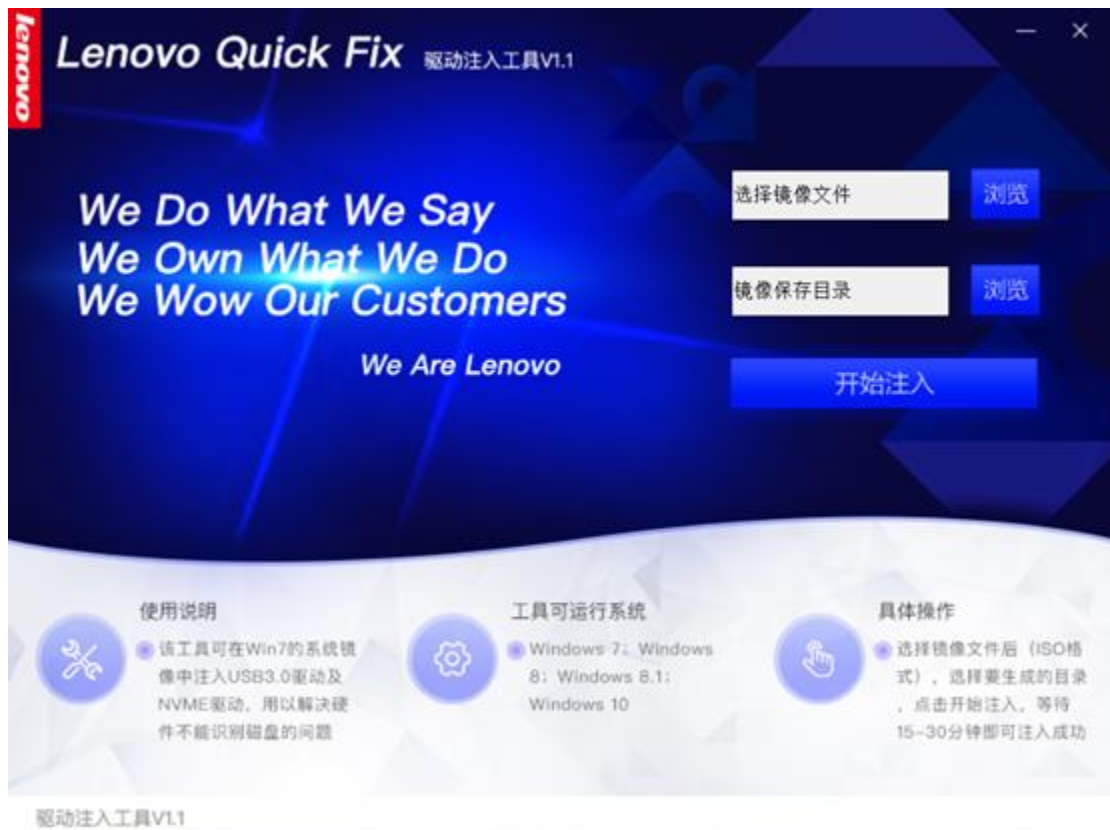 lenovo
Lenovo Quick Fix 驱动注入工具V1.1
We Do What We Say
We Own What We Do
We Wow Our Customers
We Are Lenovo
选择镜像文件 浏览
镜像保存目录 浏览
开始注入
使用说明
该工具可在Win7的系统镜
像中注入USB3.0驱动及
NVME驱动，用以解决硬
件不能识别磁盘的问题
工具可运行系统
Windows 7；Windows
8；Windows 8.1；
Windows 10
具体操作
选择镜像文件后（ISO格
式），选择要生成的目录
，点击开始注入，等待
15-30分钟即可注入成功
驱动注入工具V1.1